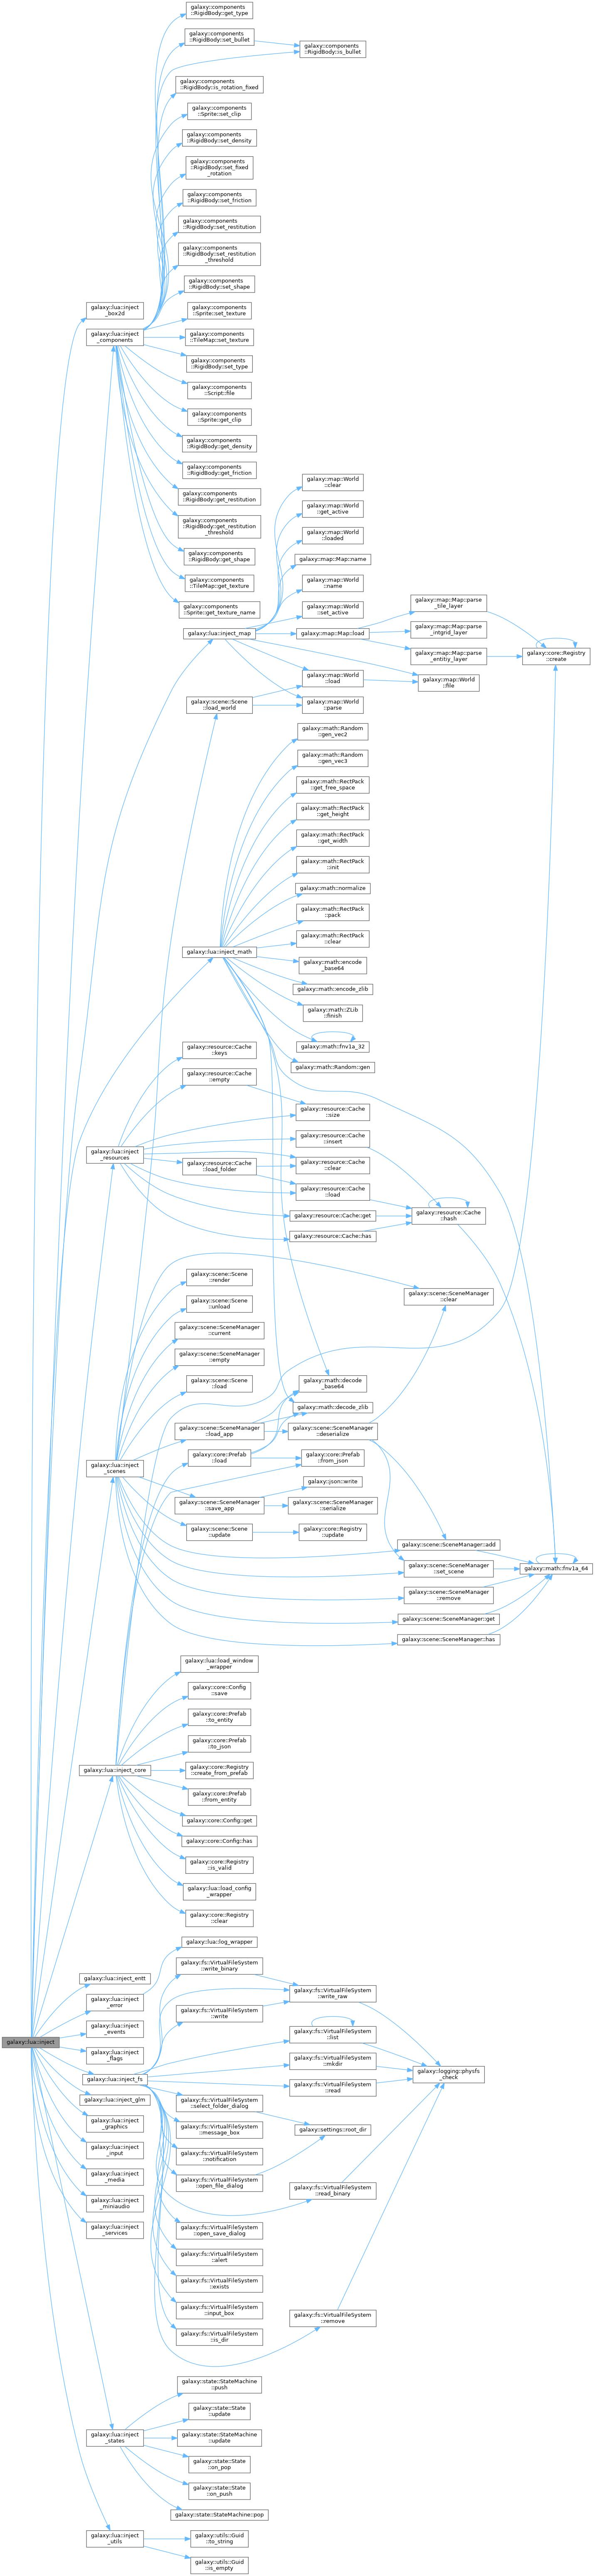 galaxy::components
::RigidBody::get_type
galaxy::components
::RigidBody::set_bullet
galaxy::components
::RigidBody::is_bullet
galaxy::components
::RigidBody::is_rotation_fixed
galaxy::components
::Sprite::set_clip
galaxy::components
::RigidBody::set_density
galaxy::components
::RigidBody::set_fixed
_rotation
galaxy::components
::RigidBody::set_friction
galaxy::components
::RigidBody::set_restitution
galaxy::components
::RigidBody::set_restitution
_threshold
galaxy::components
::RigidBody::set_shape
galaxy::lua::inject
_box2d
galaxy::components
::Sprite::set_texture
galaxy::lua::inject
_components
galaxy::components
::TileMap::set_texture
galaxy::components
::RigidBody::set_type
galaxy::components
::Script::file
galaxy::components
::Sprite::get_clip
galaxy::components
::RigidBody::get_density
galaxy::components
::RigidBody::get_friction
galaxy::components
::RigidBody::get_restitution
galaxy::components
::RigidBody::get_restitution
_threshold
galaxy::components
::RigidBody::get_shape
galaxy::components
::TileMap::get_texture
galaxy::components
::Sprite::get_texture_name
galaxy::map::World
::clear
galaxy::map::World
::get_active
galaxy::map::World
::loaded
galaxy::map::Map::name
galaxy::map::World
::name
galaxy::map::World
::set_active
galaxy::lua::inject_map
galaxy::map::Map::load
galaxy::map::Map::parse
_tile_layer
galaxy::map::Map::parse
_intgrid_layer
galaxy::map::Map::parse
_entitiy_layer
galaxy::core::Registry
::create
galaxy::map::World
::load
galaxy::map::World
::file
galaxy::scene::Scene
::load_world
galaxy::map::World
::parse
galaxy::math::Random
::gen_vec2
galaxy::math::Random
::gen_vec3
galaxy::math::RectPack
::get_free_space
galaxy::math::RectPack
::get_height
galaxy::math::RectPack
::get_width
galaxy::math::RectPack
::init
galaxy::math::normalize
galaxy::math::RectPack
::pack
galaxy::math::RectPack
::clear
galaxy::lua::inject_math
galaxy::math::encode
_base64
galaxy::math::encode_zlib
galaxy::math::ZLib
::finish
galaxy::math::fnv1a_32
galaxy::math::Random::gen
galaxy::resource::Cache
::keys
galaxy::resource::Cache
::empty
galaxy::resource::Cache
::size
galaxy::lua::inject
_resources
galaxy::resource::Cache
::insert
galaxy::resource::Cache
::load_folder
galaxy::resource::Cache
::clear
galaxy::resource::Cache
::load
galaxy::resource::Cache::get
galaxy::resource::Cache
::hash
galaxy::resource::Cache::has
galaxy::scene::Scene
::render
galaxy::scene::SceneManager
::clear
galaxy::scene::Scene
::unload
galaxy::scene::SceneManager
::current
galaxy::scene::SceneManager
::empty
galaxy::scene::Scene
::load
galaxy::math::decode
_base64
galaxy::math::decode_zlib
galaxy::scene::SceneManager
::load_app
galaxy::scene::SceneManager
::deserialize
galaxy::core::Prefab
::load
galaxy::core::Prefab
::from_json
galaxy::lua::inject
_scenes
galaxy::json::write
galaxy::scene::SceneManager
::save_app
galaxy::scene::SceneManager
::serialize
galaxy::scene::Scene
::update
galaxy::core::Registry
::update
galaxy::scene::SceneManager::add
galaxy::scene::SceneManager
::set_scene
galaxy::math::fnv1a_64
galaxy::scene::SceneManager
::remove
galaxy::scene::SceneManager::get
galaxy::scene::SceneManager::has
galaxy::lua::load_window
_wrapper
galaxy::core::Config
::save
galaxy::core::Prefab
::to_entity
galaxy::core::Prefab
::to_json
galaxy::lua::inject_core
galaxy::core::Registry
::create_from_prefab
galaxy::core::Prefab
::from_entity
galaxy::core::Config::get
galaxy::core::Config::has
galaxy::core::Registry
::is_valid
galaxy::lua::load_config
_wrapper
galaxy::core::Registry
::clear
galaxy::lua::log_wrapper
galaxy::lua::inject_entt
galaxy::fs::VirtualFileSystem
::write_binary
galaxy::lua::inject
_error
galaxy::fs::VirtualFileSystem
::write_raw
galaxy::fs::VirtualFileSystem
::write
galaxy::lua::inject
_events
galaxy::fs::VirtualFileSystem
::list
galaxy::lua::inject
galaxy::lua::inject
_flags
galaxy::fs::VirtualFileSystem
::mkdir
galaxy::logging::physfs
_check
galaxy::lua::inject_fs
galaxy::fs::VirtualFileSystem
::read
galaxy::lua::inject_glm
galaxy::fs::VirtualFileSystem
::select_folder_dialog
galaxy::lua::inject
_graphics
galaxy::fs::VirtualFileSystem
::message_box
galaxy::settings::root_dir
galaxy::lua::inject
_input
galaxy::fs::VirtualFileSystem
::notification
galaxy::lua::inject
_media
galaxy::fs::VirtualFileSystem
::open_file_dialog
galaxy::fs::VirtualFileSystem
::read_binary
galaxy::lua::inject
_miniaudio
galaxy::lua::inject
_services
galaxy::fs::VirtualFileSystem
::open_save_dialog
galaxy::fs::VirtualFileSystem
::alert
galaxy::fs::VirtualFileSystem
::exists
galaxy::fs::VirtualFileSystem
::input_box
galaxy::fs::VirtualFileSystem
::remove
galaxy::fs::VirtualFileSystem
::is_dir
galaxy::state::StateMachine
::push
galaxy::state::State
::update
galaxy::lua::inject
_states
galaxy::state::StateMachine
::update
galaxy::state::State
::on_pop
galaxy::state::State
::on_push
galaxy::state::StateMachine::pop
galaxy::lua::inject
_utils
galaxy::utils::Guid
::to_string
galaxy::utils::Guid
::is_empty